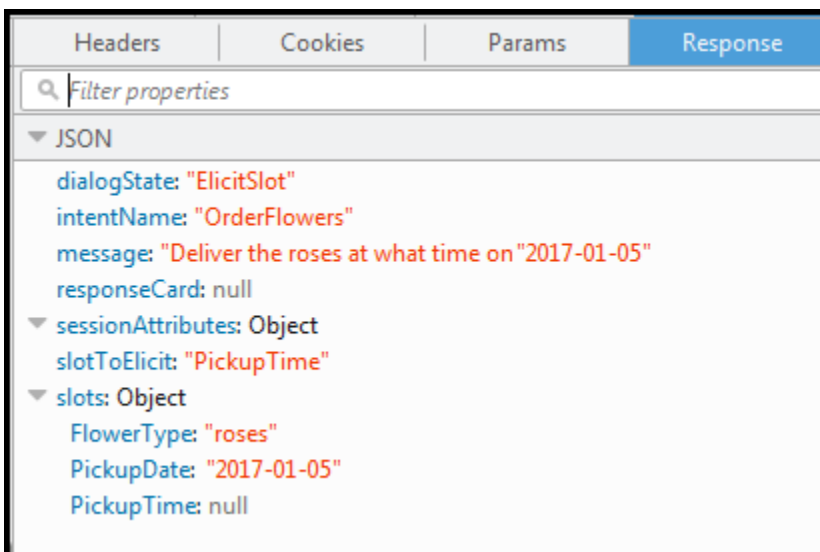 Headers Cookies Params Response
Filter properties
JSON
dialogState: "ElicitSlot"
intentName: "OrderFlowers"
message: "Deliver the roses at what time on "2017-01-05"
responseCard: null
sessionAttributes: Object
slotToElicit: "PickupTime"
slots: Object
FlowerType: "roses"
PickupDate: "2017-01-05"
PickupTime: null